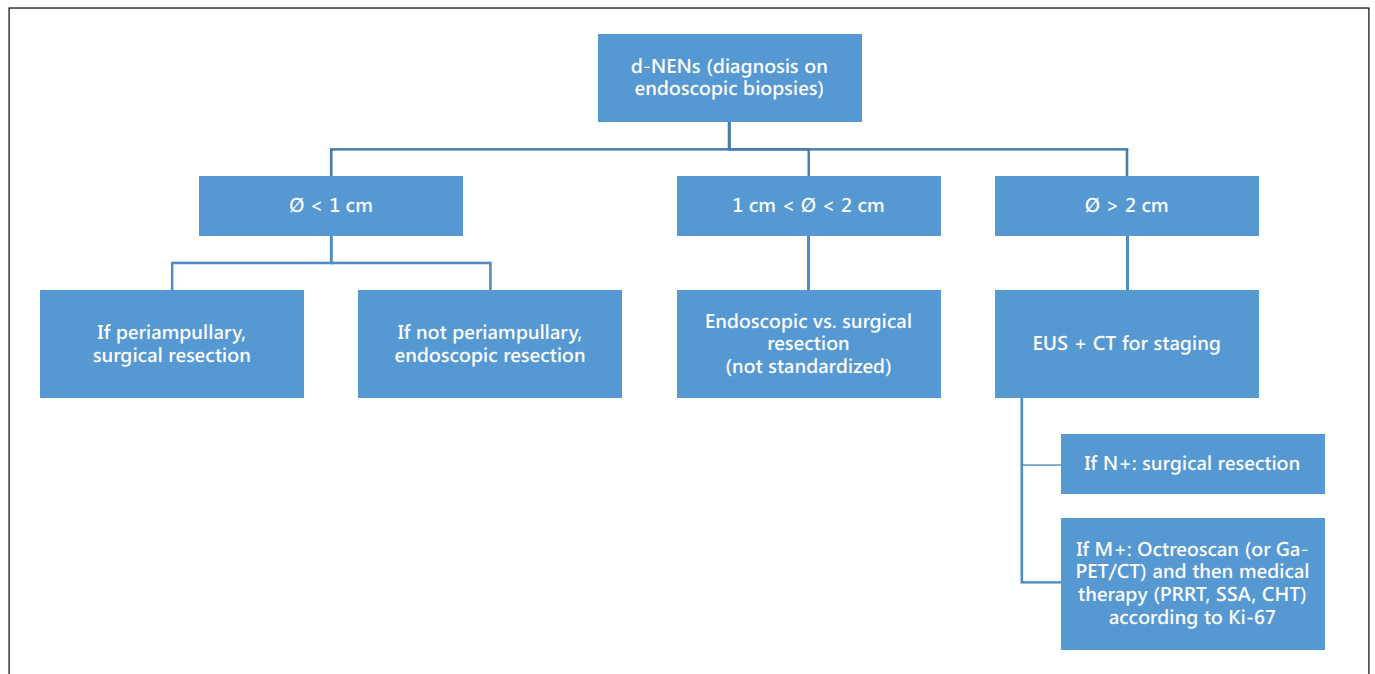 d-NENs (diagnosis on
endoscopic biopsies)
Ø < 1 cm
1 cm < Ø < 2 cm
Ø > 2 cm
If periampullary,
surgical resection
If not periampullary,
endoscopic resection
Endoscopic vs. surgical
resection
(not standardized)
EUS + CT for staging
If N+: surgical resection
If M+: Octreoscan (or Ga-
PET/CT) and then medical
therapy (PRRT, SSA, CHT)
according to Ki-67